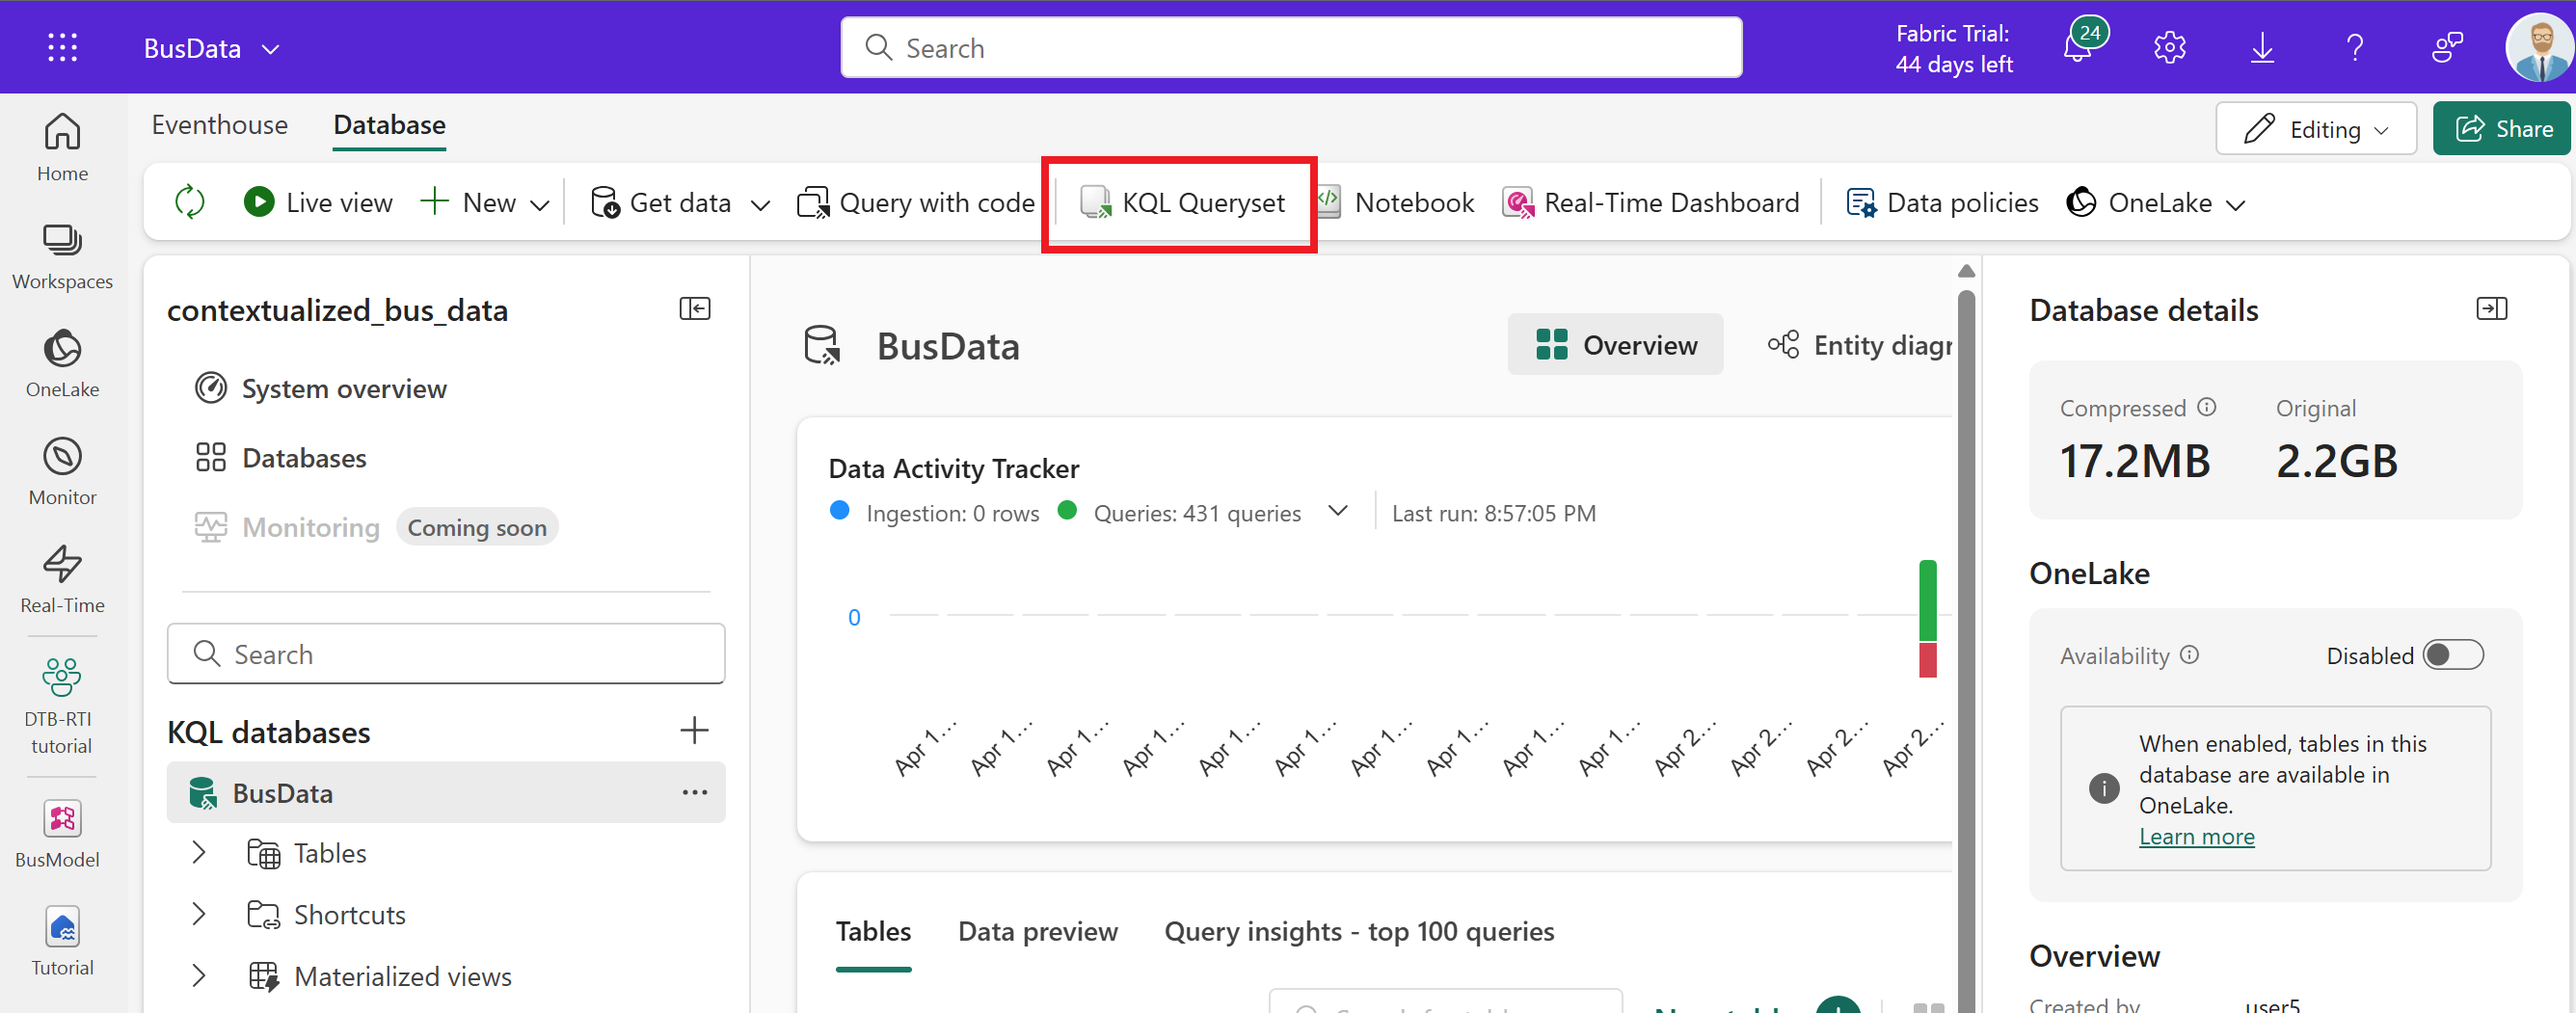 BusData
Search
Fabric Trial:
44 days left
24
Home
Workspaces
OneLake
Monitor
Real-Time
DTB-RTI
tutorial
BusModel
Tutorial
Eventhouse
Database
Editing
Share
Live view
New
Get data
Query with code
KQL Queryset
Notebook
Real-Time Dashboard
Data policies
OneLake
contextualized_bus_data
System overview
Databases
Monitoring
Coming soon
Search
KQL databases
BusData
Tables
Shortcuts
Materialized views
BusData
Overview
Entity diagr
Data Activity Tracker
Ingestion: 0 rows
Queries: 431 queries
Last run: 8:57:05 PM
0
Apr 1...
Apr 1...
Apr 1...
Apr 1...
Apr 1...
Apr 1...
Apr 1...
Apr 1...
Apr 1...
Apr 1...
Apr 2...
Apr 2...
Apr 2...
Apr 2...
Tables
Data preview
Query insights - top 100 queries
Database details
Compressed
Original
17.2MB
2.2GB
OneLake
Availability
Disabled
When enabled, tables in this
database are available in
OneLake.
Learn more
Overview
Created by
user5